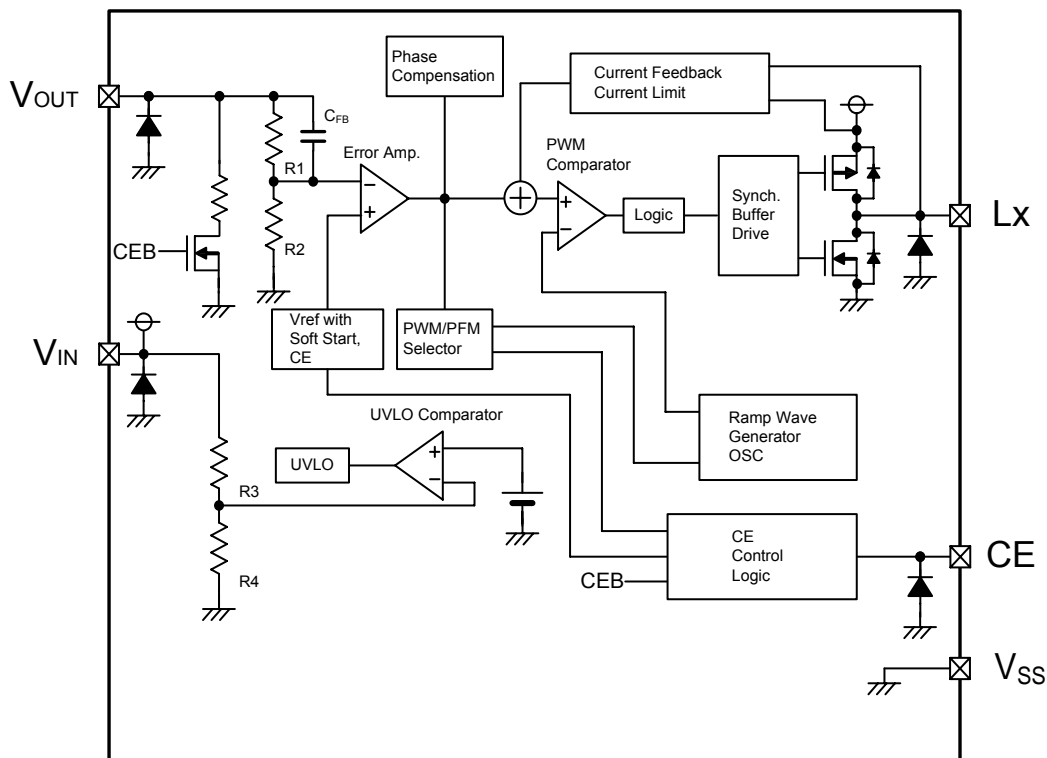 Phase
Compensation
Current Feedback
Current Limit
VOUT
CFB
R1
Error Amp.
PWM
Comparator
Logic
Synch.
Buffer
Drive
Lx
R2
CEB
Vref with
Soft Start,
CE
PWM/PFM
Selector
VIN
UVLO Comparator
Ramp Wave
Generator
OSC
UVLO
R3
CE
Control
Logic
CE
CEB
R4
VSS